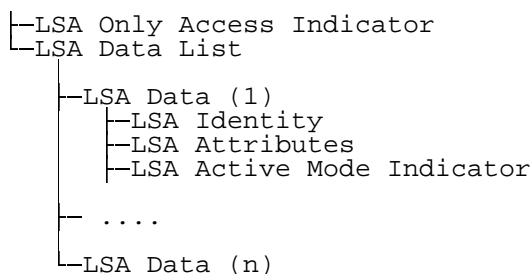 LSA Only Access Indicator
LSA Data List
LSA Data (1)
LSA Identity
LSA Attributes
LSA Active Mode Indicator
....
LSA Data (n)